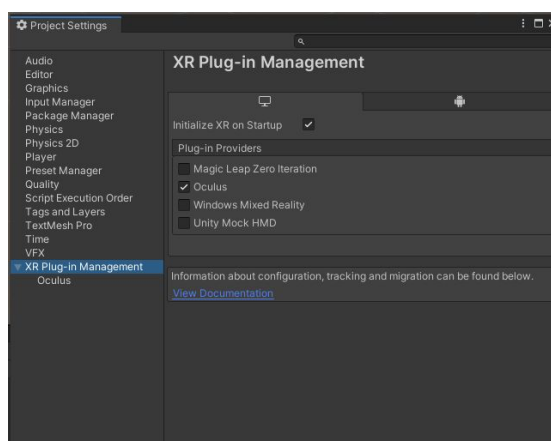 Project Settings
Audio
Editor
Graphics
Input Manager
Package Manager
Physics
Physics 2D
Player
Preset Manager
Quality
Script Execution Order
Tags and Layers
TextMesh Pro
Time
VFX
XR Plug-in Management
Oculus
XR Plug-in Management
Initialize XR on Startup
Plug-in Providers
Magic Leap Zero Iteration
Oculus
Windows Mixed Reality
Unity Mock HMD
Information about configuration, tracking and migration can be found below.
View Documentation